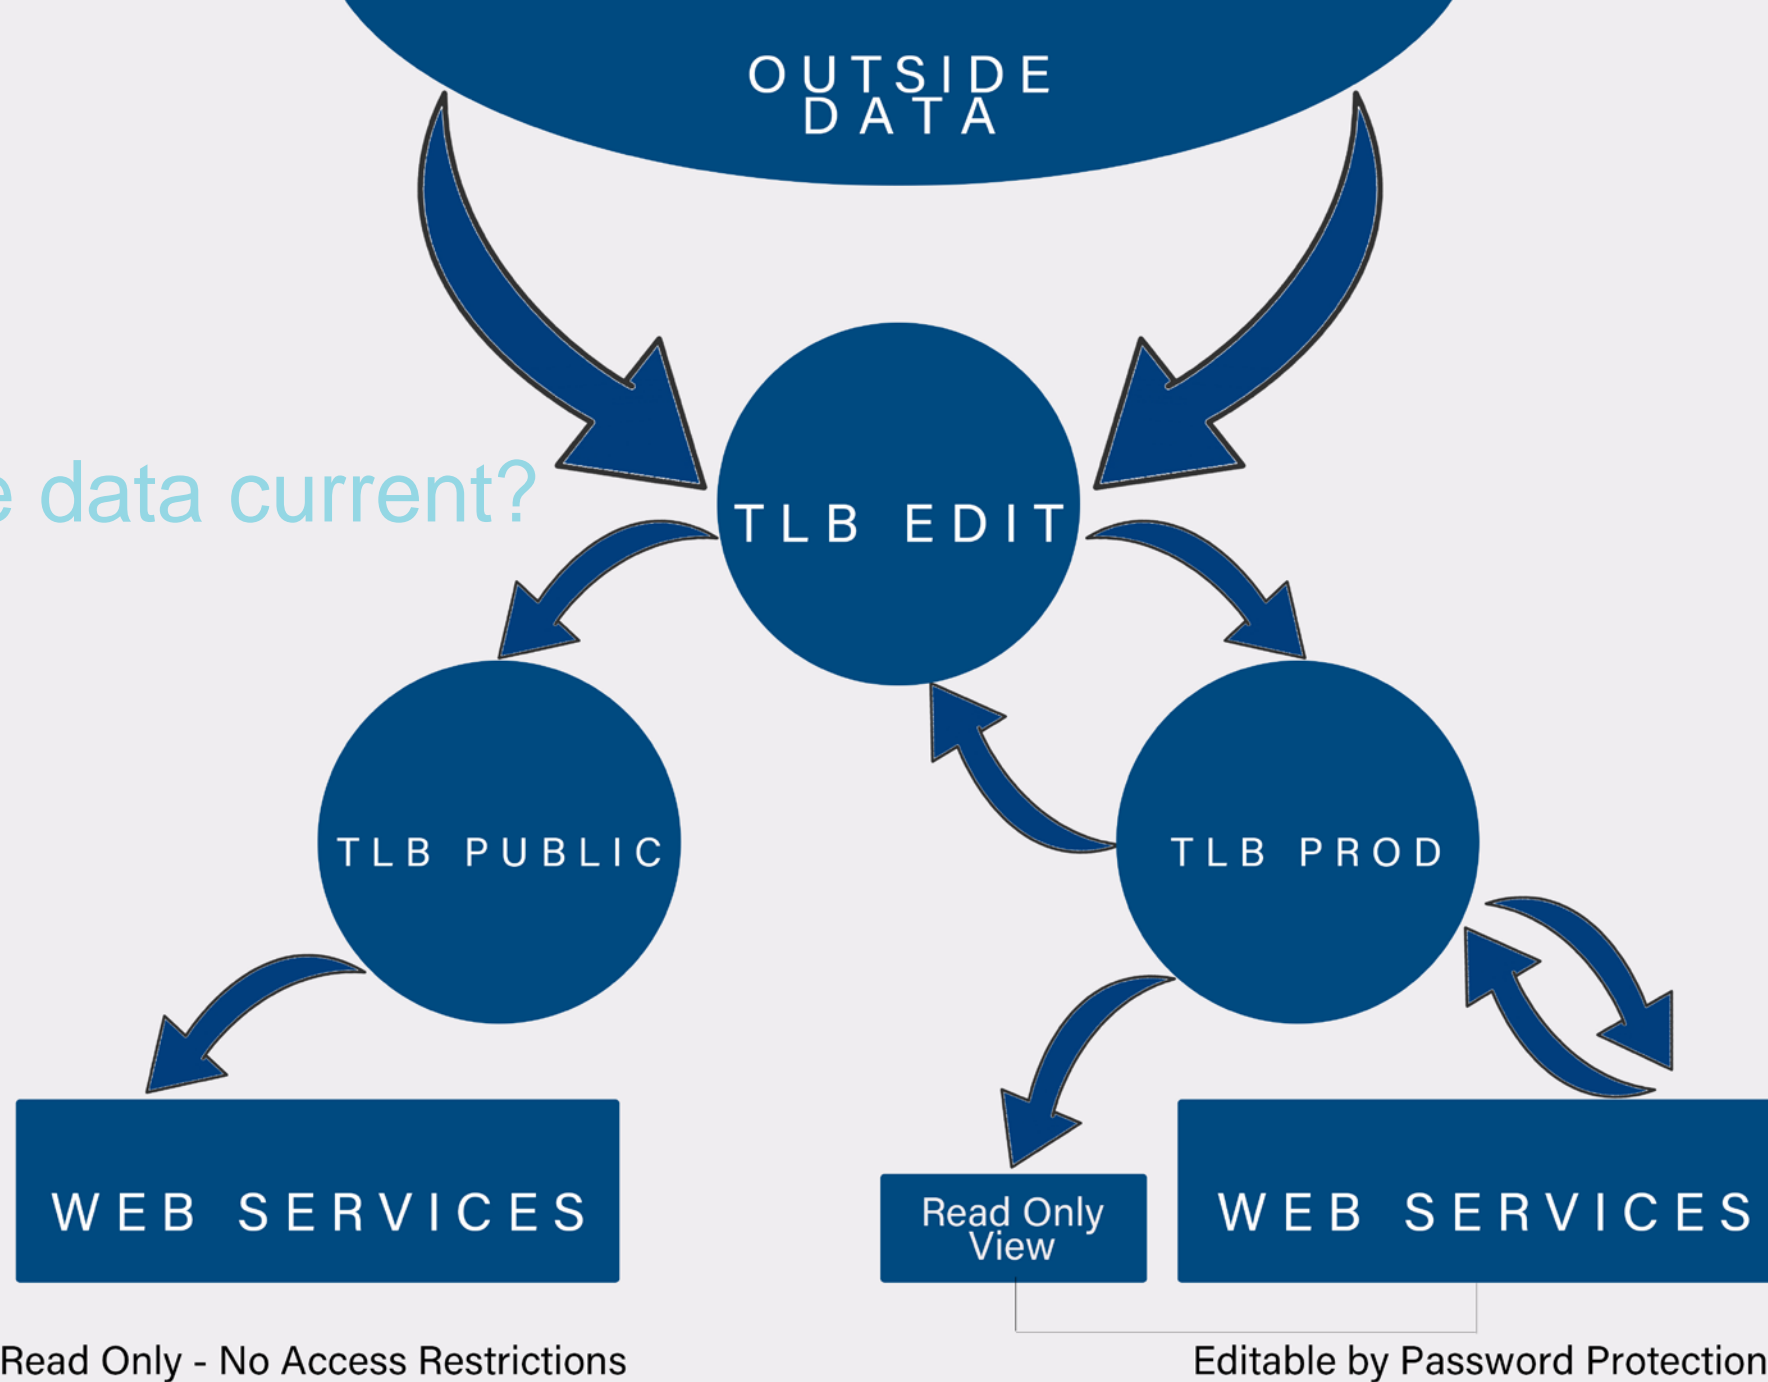 OUTSIDE
DATA
e data current?
TLB EDIT
TLB PUBLIC
TLB PROD
WEB SERVICES
Read Only
View
WEB SERVICES
Read Only - No Access Restrictions
Editable by Password Protection